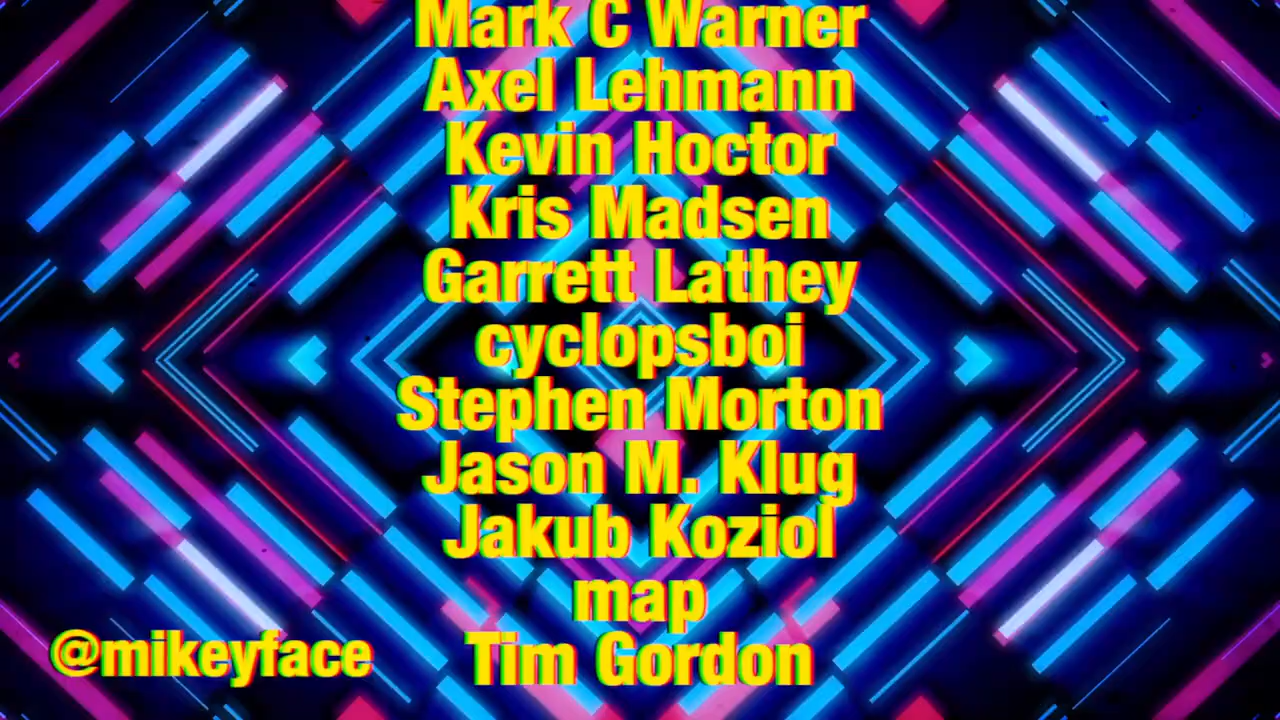 Mark C Warner
Axel Lehmann
Kevin Hoctor
Kris Madsen
Garrett Lathey
cyclopsboi
Stephen Morton
Jason M. Klug
Jakub Koziol
map
Tim Gordon
@mikeyface